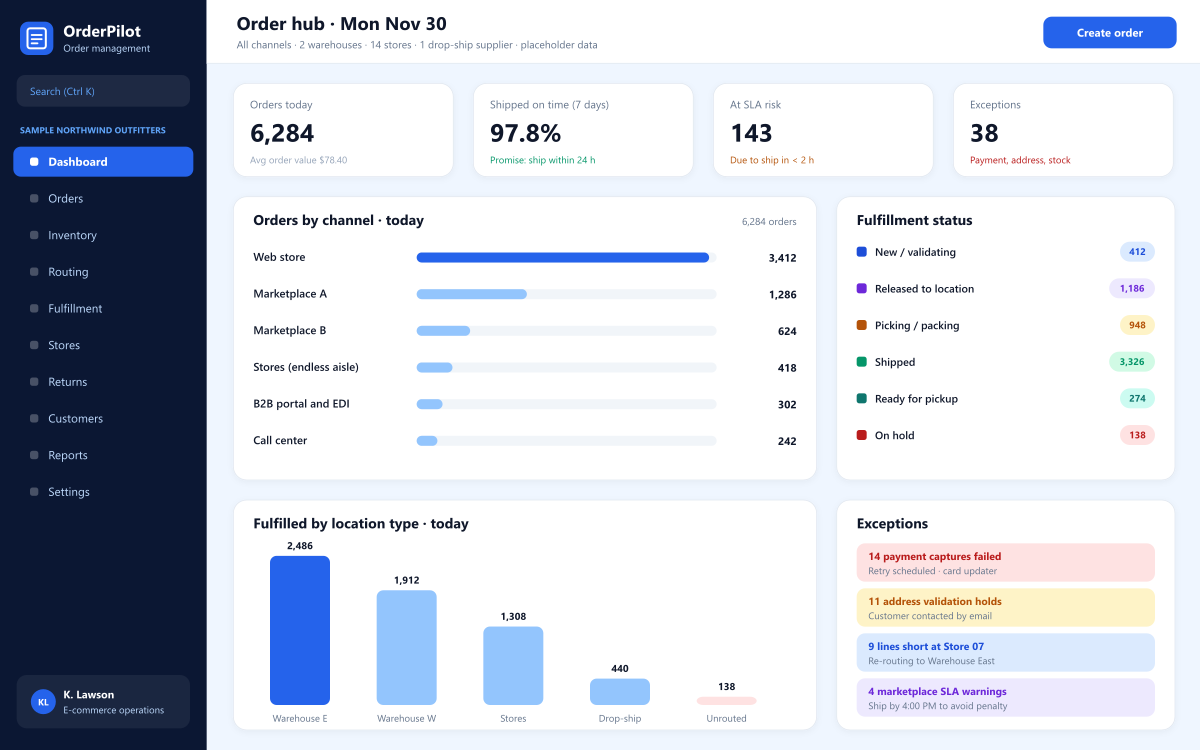 OrderPilot
Order management
Search (Ctrl K)
SAMPLE NORTHWIND OUTFITTERS
Dashboard
Orders
Inventory
Routing
Fulfillment
Stores
Returns
Customers
Reports
Settings
KL
K. Lawson
E-commerce operations
Order hub · Mon Nov 30
All channels · 2 warehouses · 14 stores · 1 drop-ship supplier · placeholder data
Create order
Orders today
6,284
Avg order value $78.40
Shipped on time (7 days)
97.8%
Promise: ship within 24 h
At SLA risk
143
Due to ship in < 2 h
Exceptions
38
Payment, address, stock
Orders by channel · today
6,284 orders
Web store 3,412
Marketplace A 1,286
Marketplace B 624
Stores (endless aisle) 418
B2B portal and EDI 302
Call center 242
Fulfillment status
New / validating 412
Released to location 1,186
Picking / packing 948
Shipped 3,326
Ready for pickup 274
On hold 138
Fulfilled by location type · today
2,486
1,912
1,308
440
138
Warehouse E
Warehouse W
Stores
Drop-ship
Unrouted
Exceptions
14 payment captures failed
Retry scheduled · card updater
11 address validation holds
Customer contacted by email
9 lines short at Store 07
Re-routing to Warehouse East
4 marketplace SLA warnings
Ship by 4:00 PM to avoid penalty